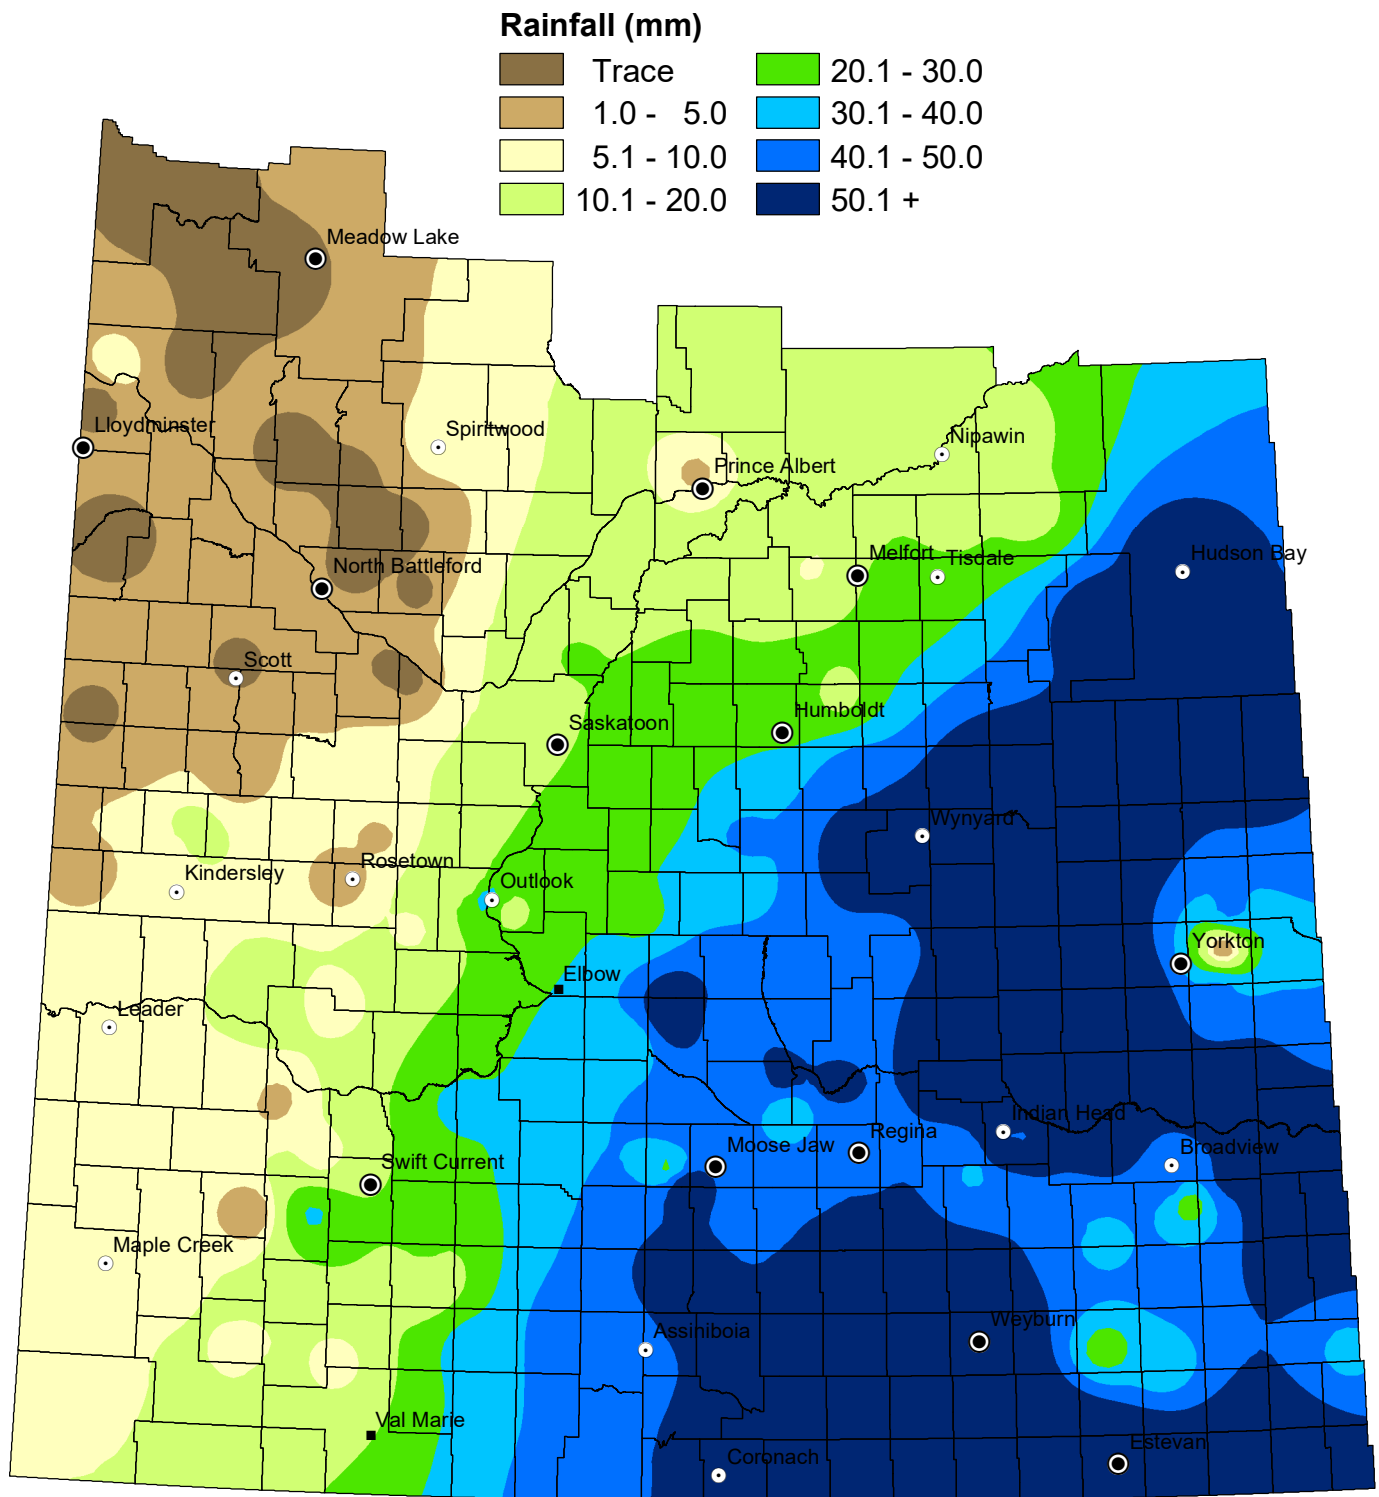 Rainfall (mm)
Trace
20.1 - 30.0
1.0 - 5.0
30.1 - 40.0
5.1 - 10.0
40.1 - 50.0
10.1 - 20.0
50.1 +
Meadow Lake
Lloydminster
Spiritwood
Nipawin
Prince Albert
North Battleford
Melfort
Tisdale
Hudson Bay
Scott
Saskatoon
Humboldt
Wynyard
Kindersley
Rosetown
Outlook
Yorkton
Elbow
Leader
Indian Head
Moose Jaw
Regina
Broadview
Swift Current
Maple Creek
Assiniboia
Weyburn
Val Marie
Coronach
Estevan